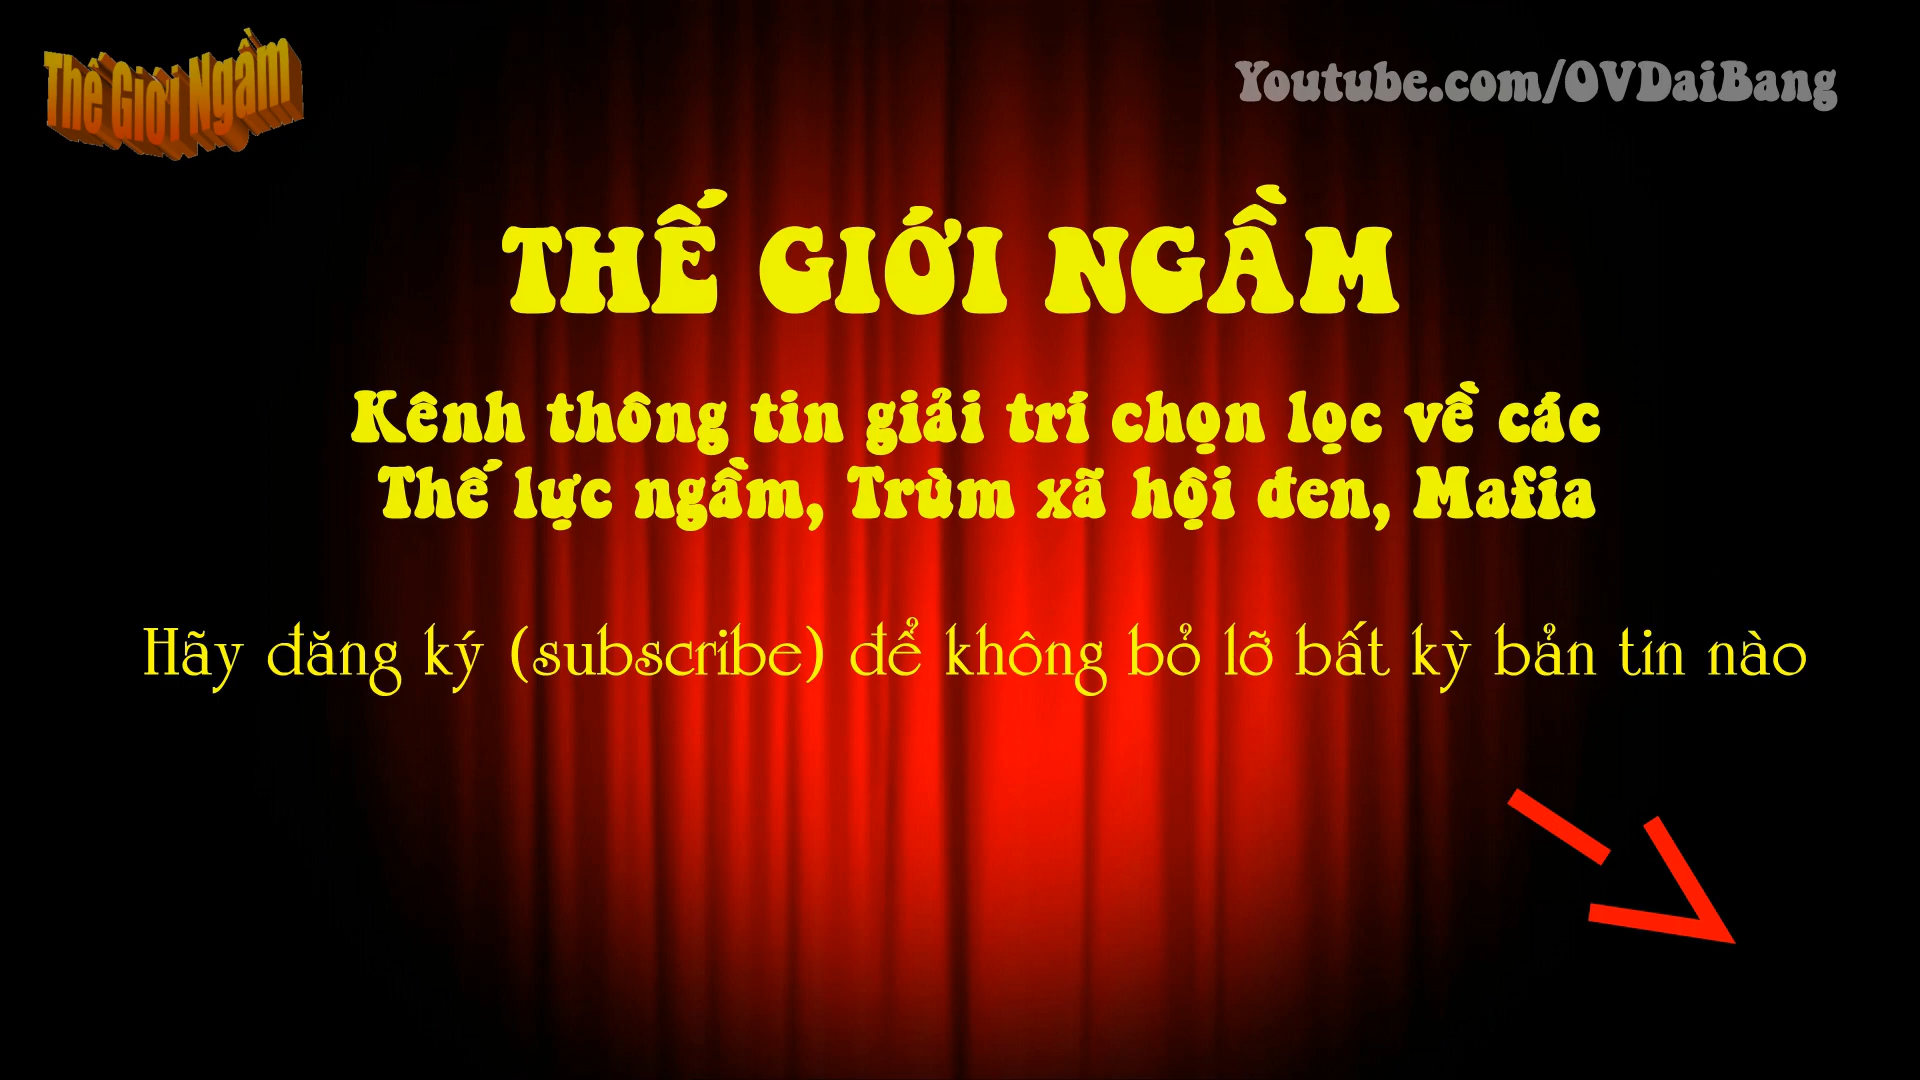 Thế Giới Ngầm
Youtube.com/OVDaiBang
THẾ GIỚI NGẦM
Kênh thông tin giải trí chọn lọc về các
Thế lực ngầm, Trùm xã hội đen, Mafia
Hãy đăng ký (subscribe) để không bỏ lỡ bất kỳ bản tin nào